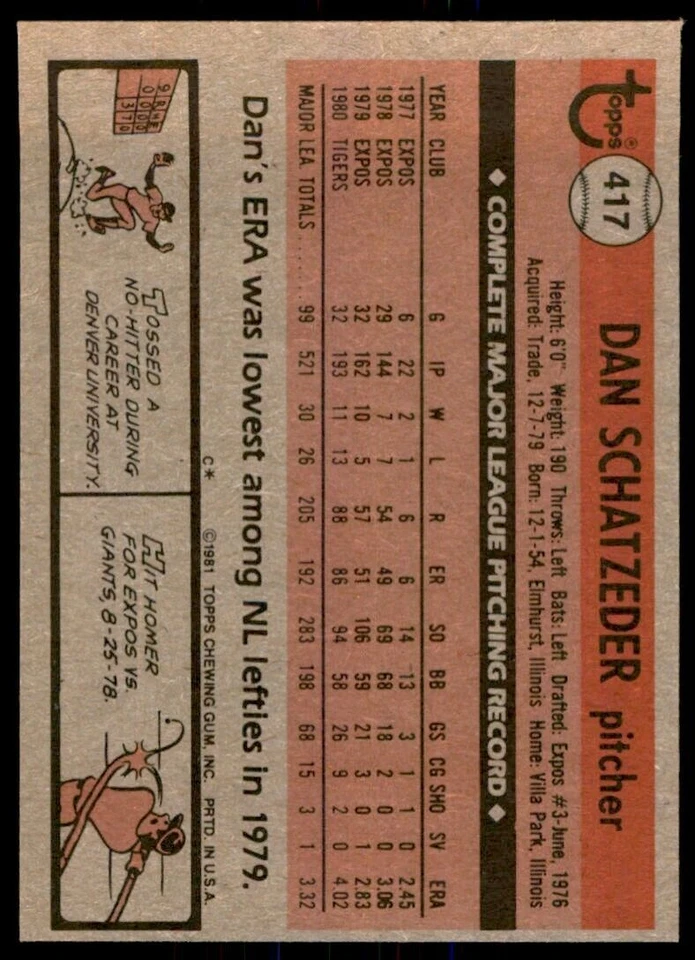 Topps®
417
DAN SCHATZEDER pitcher
Height: 6'0" Weight: 190 Throws: Left Bats: Left Drafted: Expos #3-June, 1976
Acquired: Trade, 12-7-79 Born: 12-1-54, Elmhurst, Illinois Home: Villa Park, Illinois
◆ COMPLETE MAJOR LEAGUE PITCHING RECORD ◆
YEAR CLUB G IP W L R ER SO BB GS CG SHO SV ERA
1977 EXPOS 6 22 2 1 6 6 14 13 3 1 1 0 2.45
1978 EXPOS 29 144 7 7 54 49 69 68 18 2 0 0 3.06
1979 EXPOS 32 162 10 5 57 51 106 59 21 3 0 1 2.83
1980 TIGERS 32 193 11 13 88 86 94 58 26 9 2 0 4.02
MAJOR LEA. TOTALS ....... 99 521 30 26 205 192 283 198 68 15 3 1 3.32
Dan's ERA was lowest among NL lefties in 1979.
C* ©1981 TOPPS CHEWING GUM, INC. PRTD. IN U.S.A.
9 R H E
0 0 0
3 7 0
TOSSED A
NO-HITTER DURING
CAREER AT
DENVER UNIVERSITY.
HIT HOMER
FOR EXPOS VS.
GIANTS, 8-25-78.